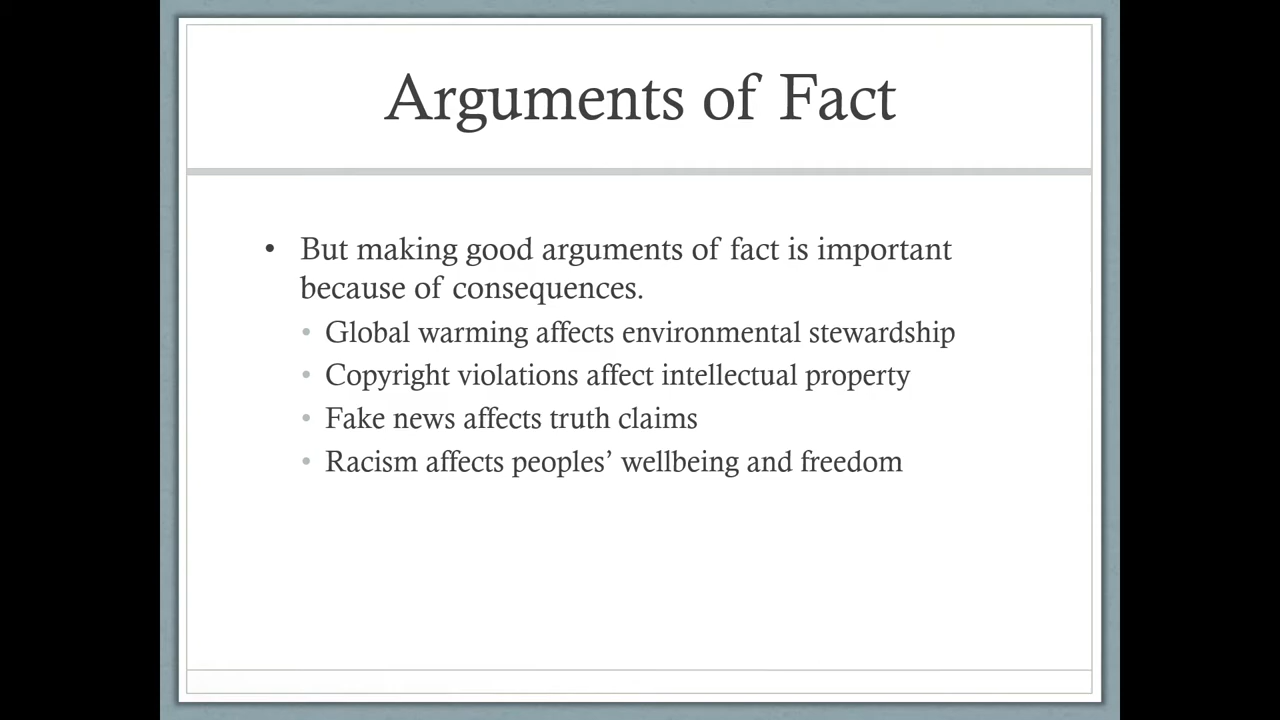 Arguments of Fact
• But making good arguments of fact is important
because of consequences.
• Global warming affects environmental stewardship
• Copyright violations affect intellectual property
• Fake news affects truth claims
• Racism affects peoples’ wellbeing and freedom